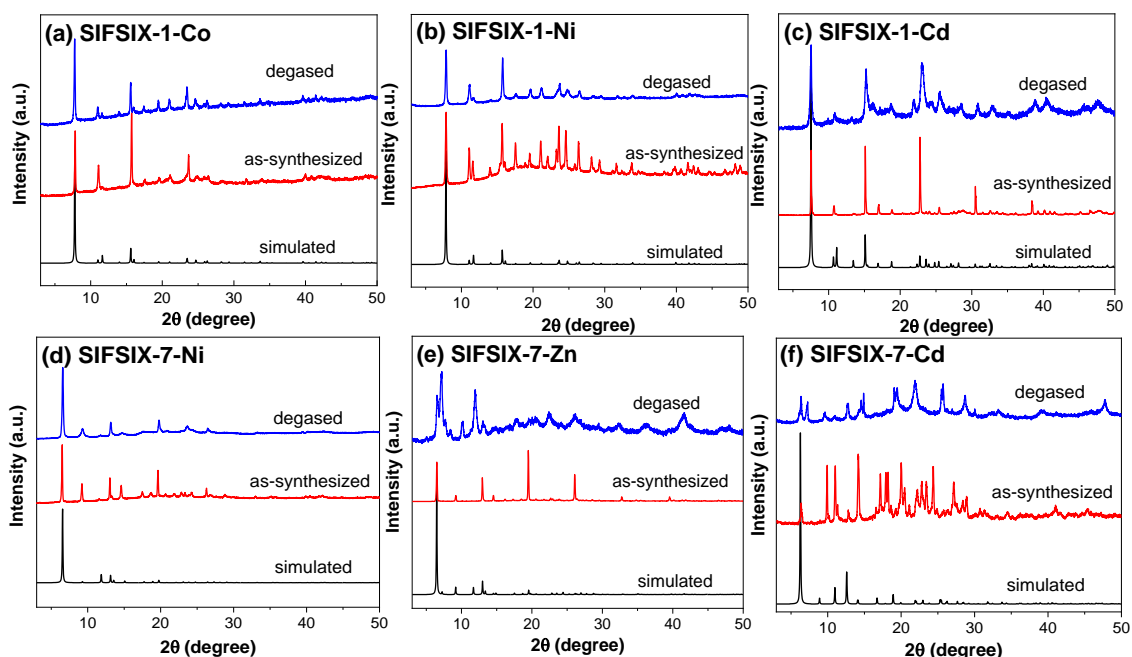 (a) SIFSIX-1-Co
degased
as-synthesized
simulated
Intensity (a.u.)
10 20 30 40 50
2θ (degree)
(b) SIFSIX-1-Ni
degased
as-synthesized
simulated
Intensity (a.u.)
10 20 30 40 50
2θ (degree)
(c) SIFSIX-1-Cd
degased
as-synthesized
simulated
Intensity (a.u.)
10 20 30 40 50
2θ (degree)
(d) SIFSIX-7-Ni
degased
as-synthesized
simulated
Intensity (a.u.)
10 20 30 40 50
2θ (degree)
(e) SIFSIX-7-Zn
degased
as-synthesized
simulated
Intensity (a.u.)
10 20 30 40 50
2θ (degree)
(f) SIFSIX-7-Cd
degased
as-synthesized
simulated
Intensity (a.u.)
10 20 30 40 50
2θ (degree)